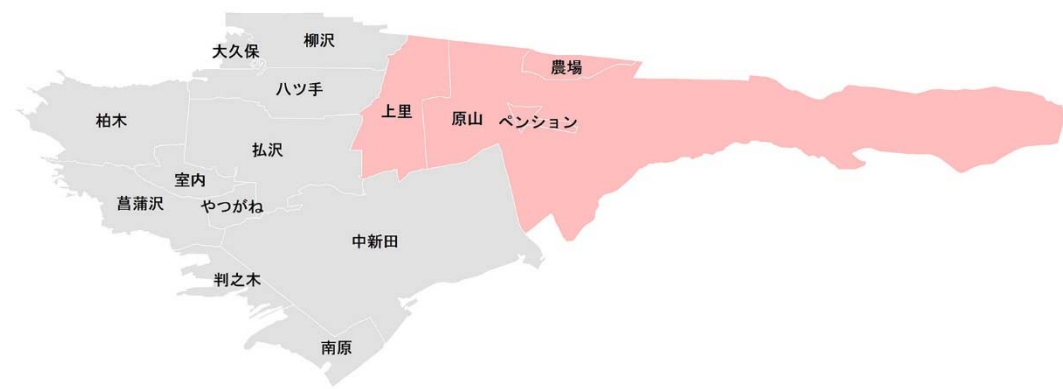 柳沢
大久保
農場
八ツ手
上里
原山
ペンション
柏木
払沢
室内
菖蒲沢
やつがね
中新田
判之木
南原